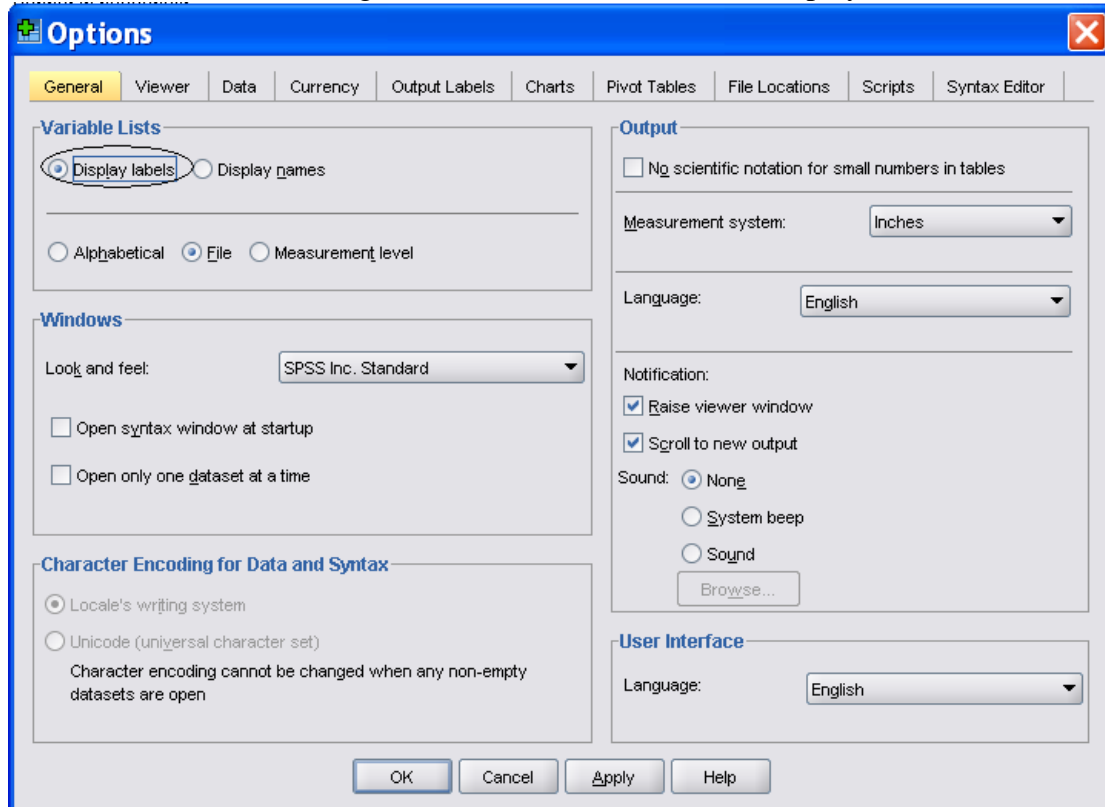 Options
General Viewer Data Currency Output Labels Charts Pivot Tables File Locations Scripts Syntax Editor
Variable Lists
Display labels Display names
Alphabetical File Measurement level
Windows
Look and feel: SPSS Inc. Standard
Open syntax window at startup
Open only one dataset at a time
Character Encoding for Data and Syntax
Locale's writing system
Unicode (universal character set)
Character encoding cannot be changed when any non-empty
datasets are open
Output
No scientific notation for small numbers in tables
Measurement system: Inches
Language: English
Notification:
Raise viewer window
Scroll to new output
Sound: None
System beep
Sound
Browse...
User Interface
Language: English
OK Cancel Apply Help